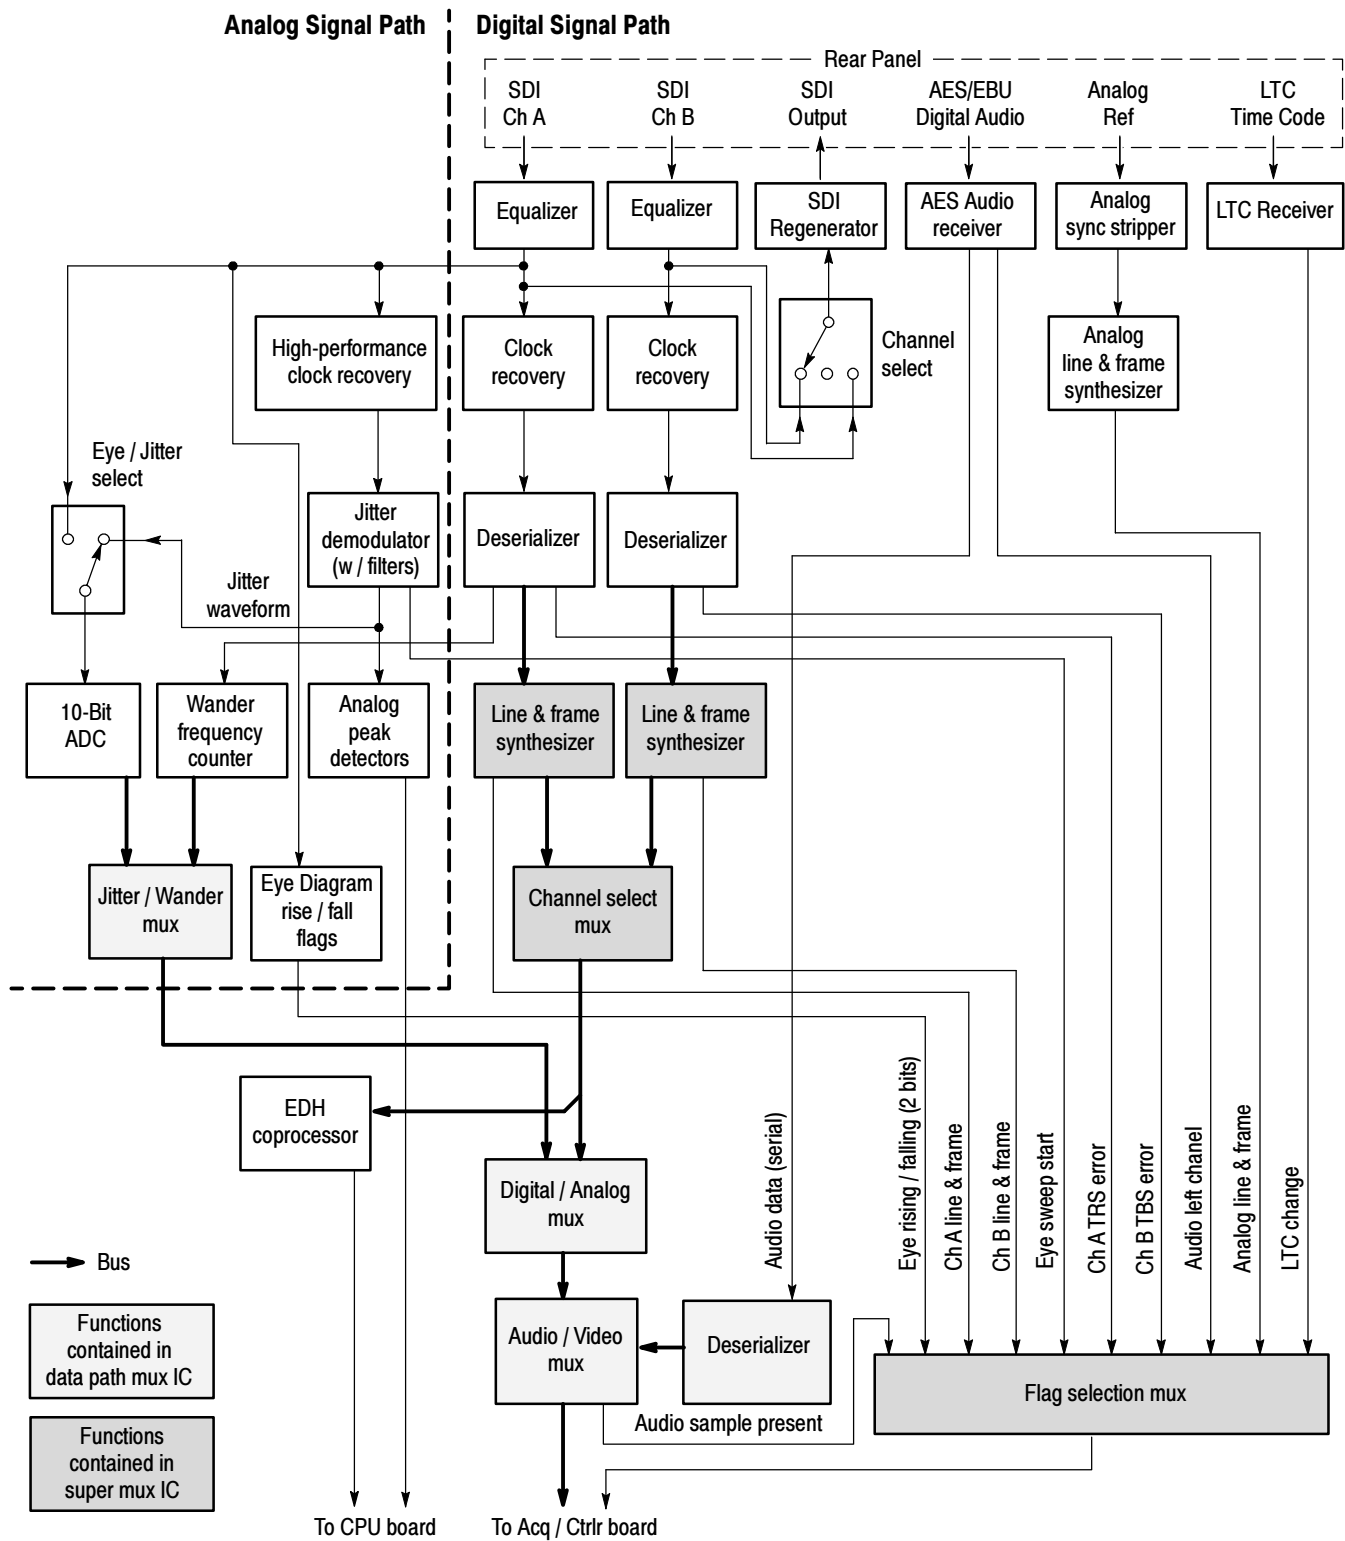 Analog Signal Path
Digital Signal Path
Rear Panel
SDI
Ch A
SDI
Ch B
SDI
Output
AES/EBU
Digital Audio
Analog
Ref
LTC
Time Code
Equalizer
Equalizer
SDI
Regenerator
AES Audio
receiver
Analog
sync stripper
LTC Receiver
High-performance
clock recovery
Clock
recovery
Clock
recovery
Channel
select
Analog
line & frame
synthesizer
Eye / Jitter
select
Jitter
demodulator
(w / filters)
Deserializer
Deserializer
Jitter
waveform
10-Bit
ADC
Wander
frequency
counter
Analog
peak
detectors
Line & frame
synthesizer
Line & frame
synthesizer
Jitter / Wander
mux
Eye Diagram
rise / fall
flags
Channel select
mux
EDH
coprocessor
Digital / Analog
mux
Audio data (serial)
Eye rising / falling (2 bits)
Ch A line & frame
Ch B line & frame
Eye sweep start
Ch A TRS error
Ch B TBS error
Audio left channel
Analog line & frame
LTC change
Bus
Functions
contained in
data path mux IC
Audio / Video
mux
Deserializer
Flag selection mux
Audio sample present
Functions
contained in
super mux IC
To CPU board
To Acq / Ctrlr board